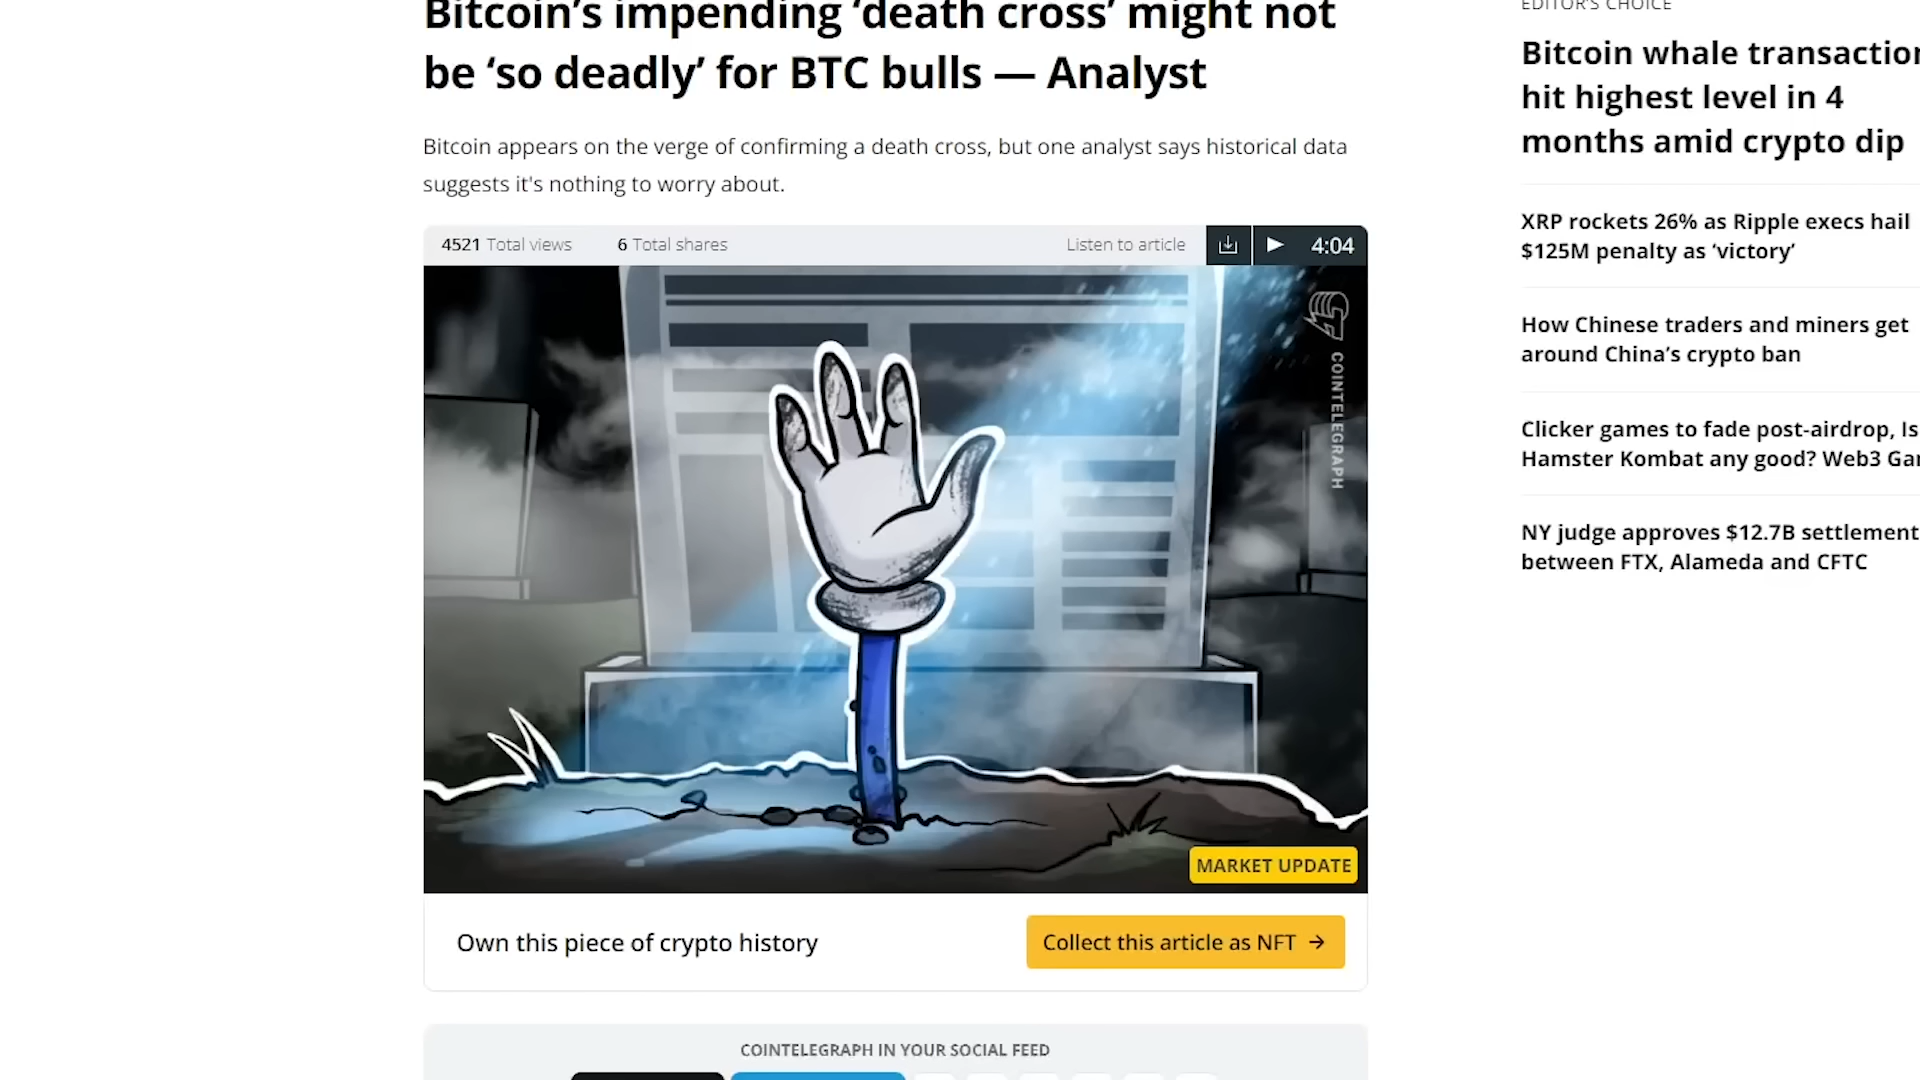 Bitcoin’s impending ‘death cross’ might not
be ‘so deadly’ for BTC bulls — Analyst
Bitcoin appears on the verge of confirming a death cross, but one analyst says historical data
suggests it's nothing to worry about.
4521 Total views 6 Total shares Listen to article 4:04
COINTELEGRAPH
MARKET UPDATE
Own this piece of crypto history
Collect this article as NFT →
COINTELEGRAPH IN YOUR SOCIAL FEED
EDITOR'S CHOICE
Bitcoin whale transaction
hit highest level in 4
months amid crypto dip
XRP rockets 26% as Ripple execs hail
$125M penalty as ‘victory’
How Chinese traders and miners get
around China’s crypto ban
Clicker games to fade post-airdrop, Is
Hamster Kombat any good? Web3 Ga
NY judge approves $12.7B settlement
between FTX, Alameda and CFTC